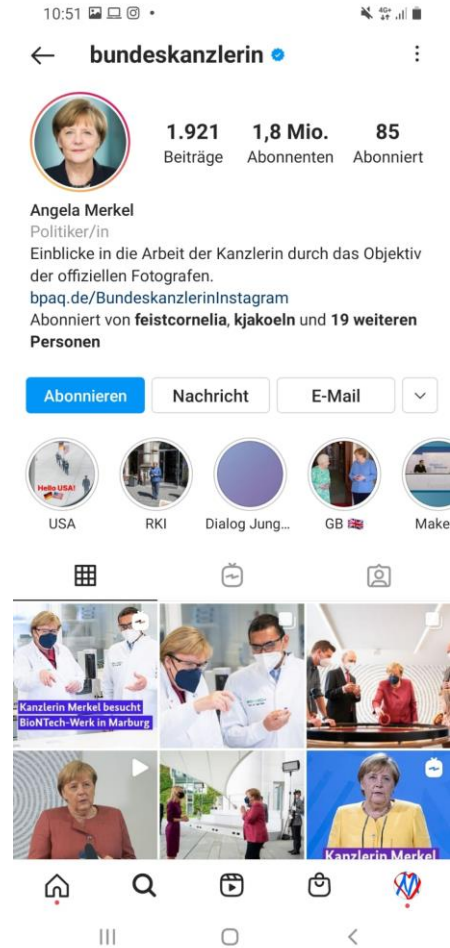 10:51
4G+
bundeskanzlerin
1.921 1,8 Mio. 85
Beiträge Abonnenten Abonniert
Angela Merkel
Politiker/in
Einblicke in die Arbeit der Kanzlerin durch das Objektiv
der offiziellen Fotografen.
bpaq.de/BundeskanzlerinInstagram
Abonniert von feistcornelia, kjakoeln und 19 weiteren
Personen
Abonnieren Nachricht E-Mail
Hello USA!
USA RKI Dialog Jung... GB Make
Kanzlerin Merkel besucht
BioNTech-Werk in Marburg
Kanzlerin Merkel